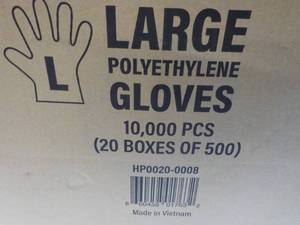 LARGE
L
POLYETHYLENE
GLOVES
10,000 PCS
(20 BOXES OF 500)
HP0020-0008
Made in Vietnam